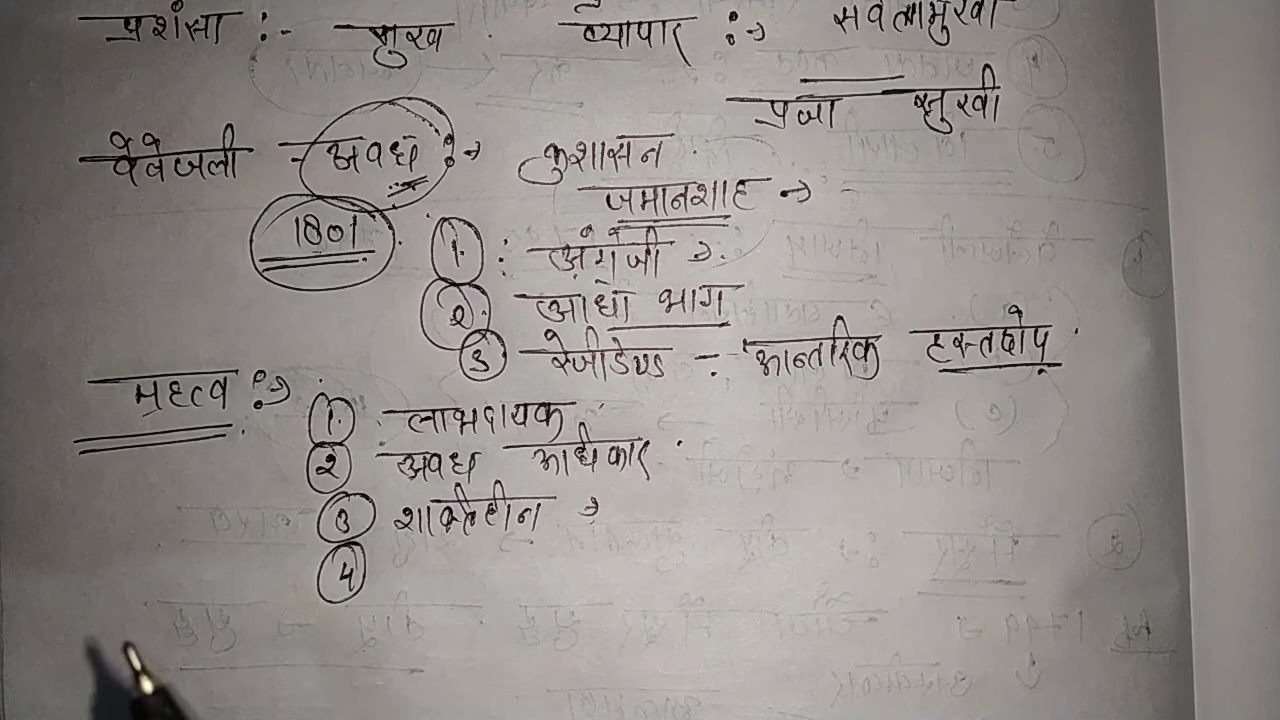 प्रशंसा :- सुख व्यापार :→ सर्वतोमुखी
प्रजा सुखी
वेलेजली - अवध :→ कुशासन
जमानशाह →
1801
1. : अंग्रेजी →
2. आधा भाग
3 रेजीडेण्ड - आन्तरिक हस्तक्षेप
महत्व :→
1. लाभदायक
2 अवध अधिकार
3 शक्तिहीन →
4